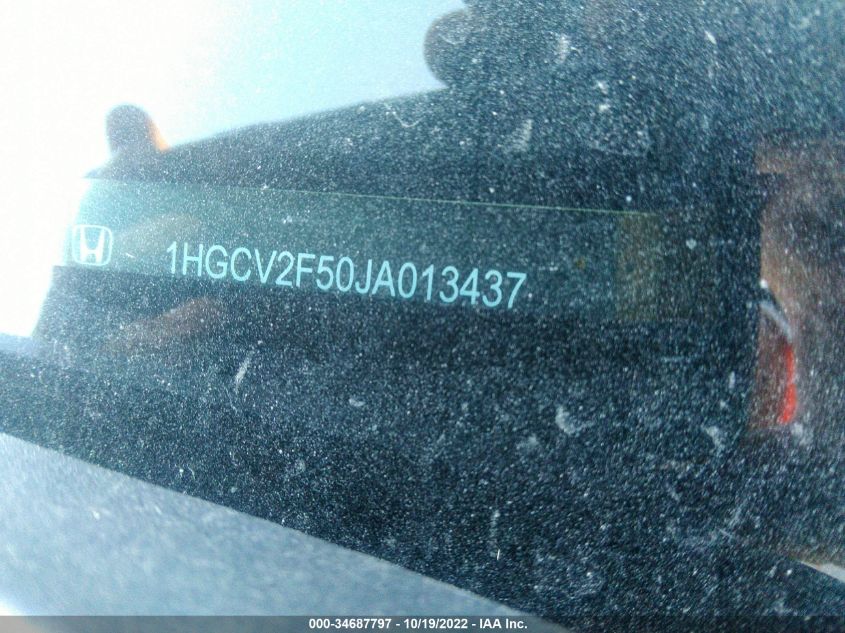 1HGCV2F50JA013437
000-34687797 - 10/19/2022 - IAA Inc.